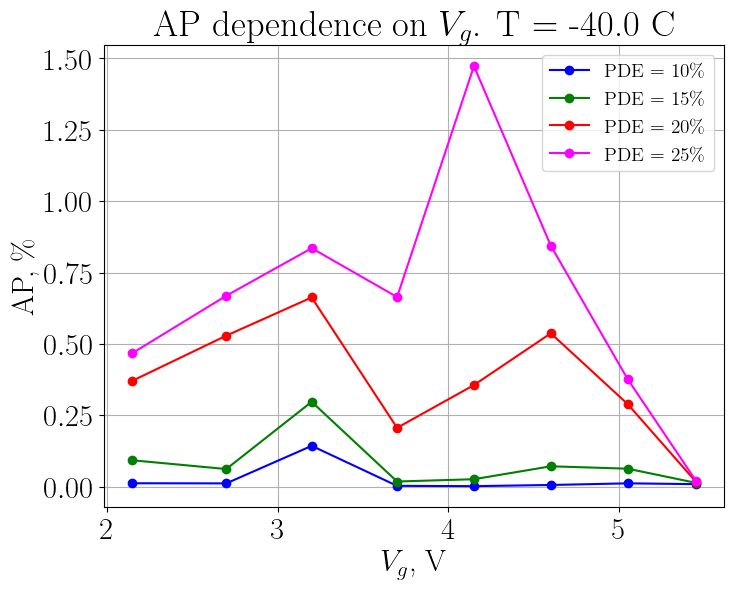 AP dependence on V_g. T = -40.0 C
1.50
1.25
1.00
0.75
0.50
0.25
0.00
AP, %
PDE = 10%
PDE = 15%
PDE = 20%
PDE = 25%
2 3 4 5
V_g, V